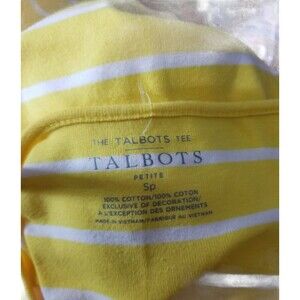 THE TALBOTS TEE
TALBOTS
PETITE
Sp
100% COTTON/100% COTON
EXCLUSIVE OF DECORATION/
A L'EXCEPTION DES ORNEMENTS
MADE IN VIETNAM/FABRIQUÉ AU VIETNAM